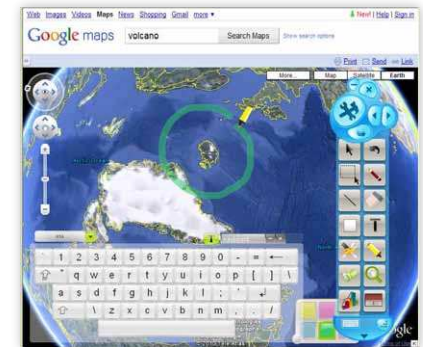 Web Images Videos Maps News Shopping Gmail more ▼
New! | Help | Sign in
Google maps
volcano
Search Maps
Show search options
Print Send Link
More...
Map
Satellite
Earth
T
` 1 2 3 4 5 6 7 8 9 0 - = ←
q w e r t y u i o p [ ] \
a s d f g h j k l ; '
\ z x c v b n m , . /